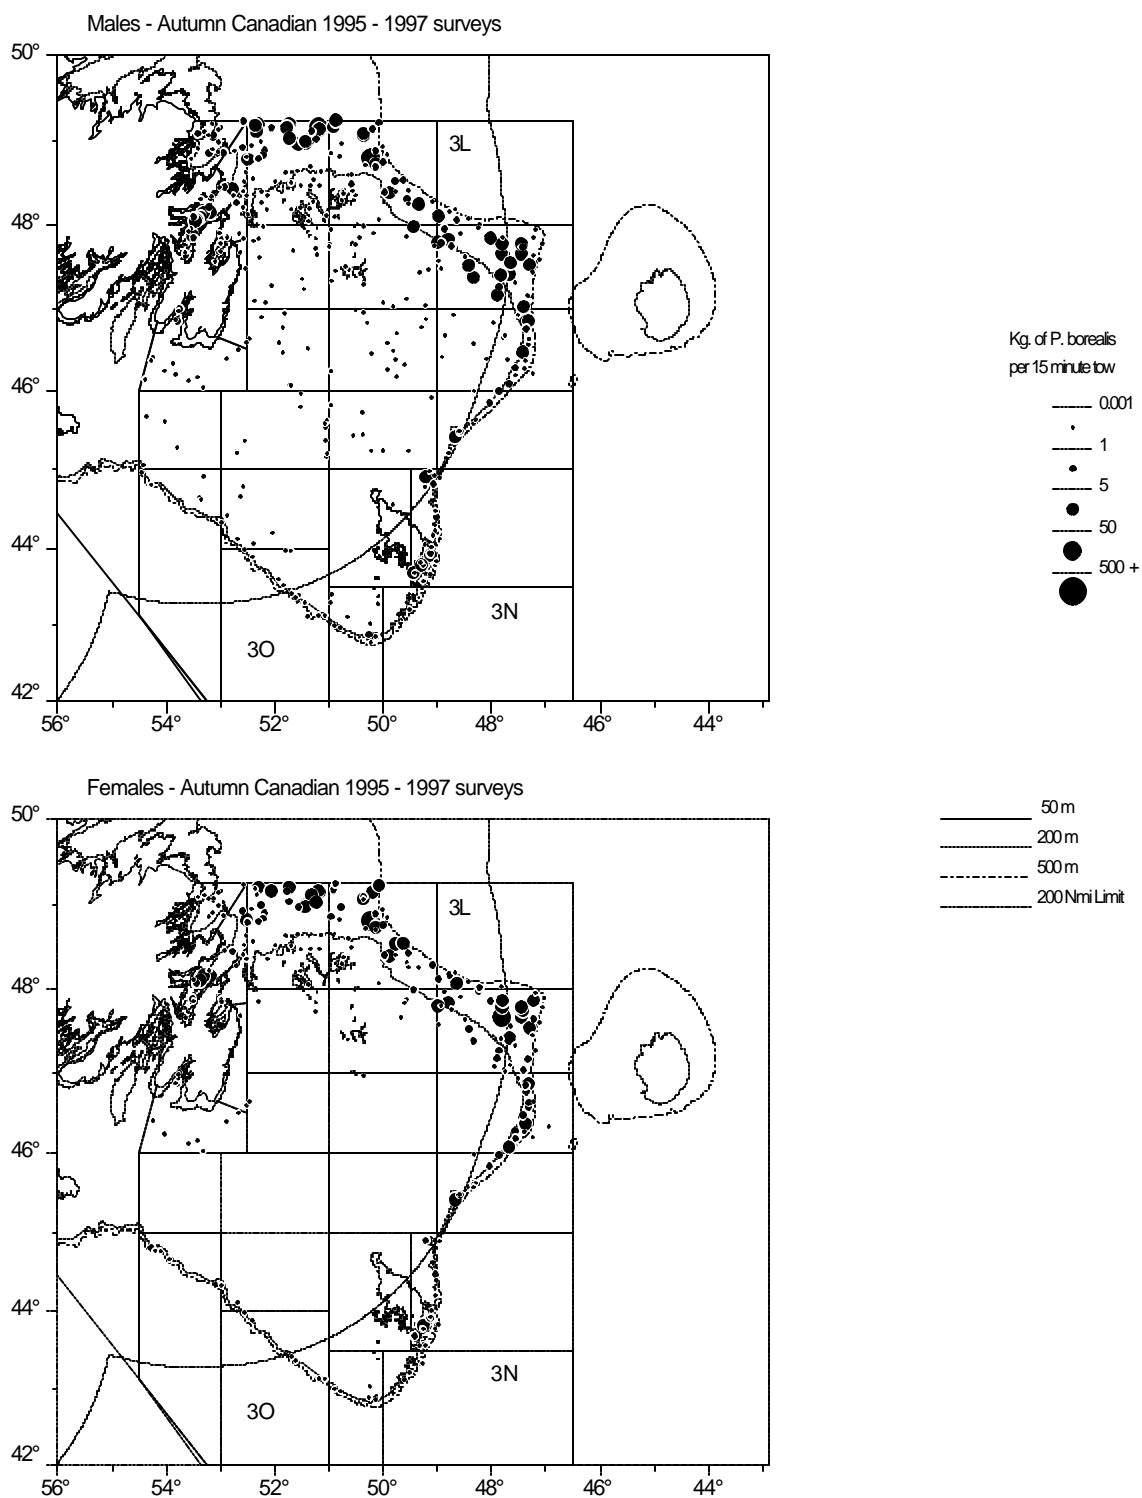 Males - Autumn Canadian 1995 - 1997 surveys
50°
3L
48°
46°
44°
3N
3O
42°
56° 54° 52° 50° 48° 46° 44°
Kg. of P. borealis
per 15 minute tow
0.001
1
5
50
500 +
Females - Autumn Canadian 1995 - 1997 surveys
50°
3L
48°
46°
44°
3N
3O
42°
56° 54° 52° 50° 48° 46° 44°
50 m
200 m
500 m
200 Nmi Limit